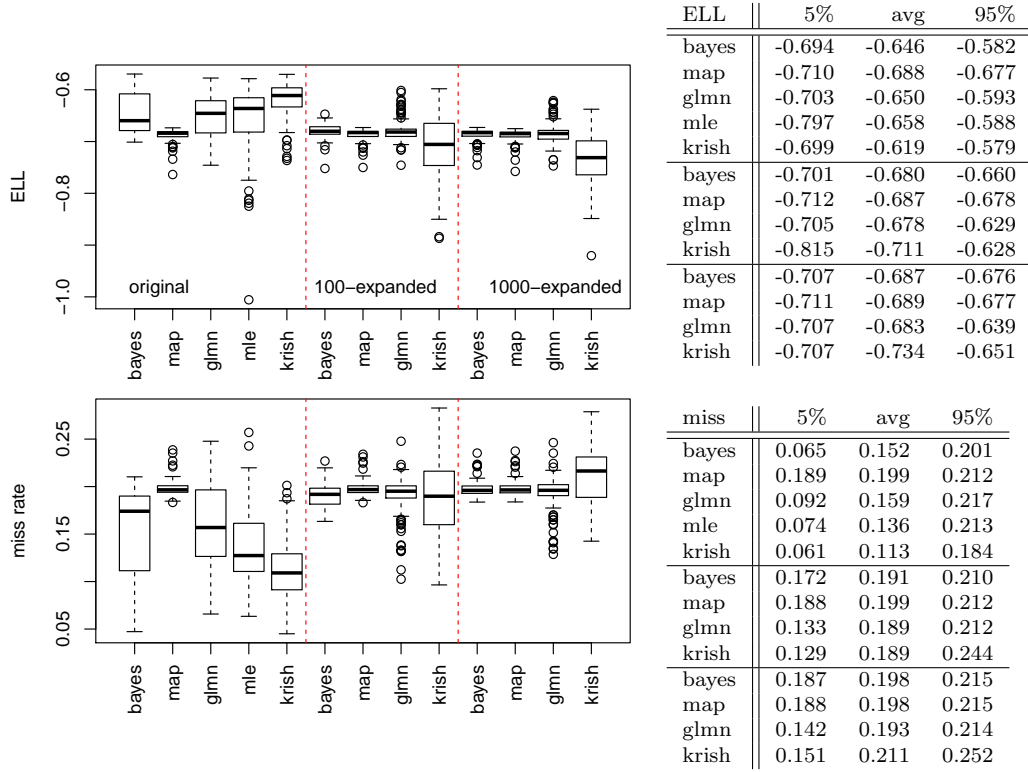 ELL
−0.6
−0.8
−1.0
original
100−expanded
1000−expanded
bayes
map
glmn
mle
krish
bayes
map
glmn
krish
bayes
map
glmn
krish
miss rate
0.25
0.15
0.05
bayes
map
glmn
mle
krish
bayes
map
glmn
krish
bayes
map
glmn
krish
ELL 5% avg 95%
bayes -0.694 -0.646 -0.582
map -0.710 -0.688 -0.677
glmn -0.703 -0.650 -0.593
mle -0.797 -0.658 -0.588
krish -0.699 -0.619 -0.579
bayes -0.701 -0.680 -0.660
map -0.712 -0.687 -0.678
glmn -0.705 -0.678 -0.629
krish -0.815 -0.711 -0.628
bayes -0.707 -0.687 -0.676
map -0.711 -0.689 -0.677
glmn -0.707 -0.683 -0.639
krish -0.707 -0.734 -0.651
miss 5% avg 95%
bayes 0.065 0.152 0.201
map 0.189 0.199 0.212
glmn 0.092 0.159 0.217
mle 0.074 0.136 0.213
krish 0.061 0.113 0.184
bayes 0.172 0.191 0.210
map 0.188 0.199 0.212
glmn 0.133 0.189 0.212
krish 0.129 0.189 0.244
bayes 0.187 0.198 0.215
map 0.188 0.198 0.215
glmn 0.142 0.193 0.214
krish 0.151 0.211 0.252